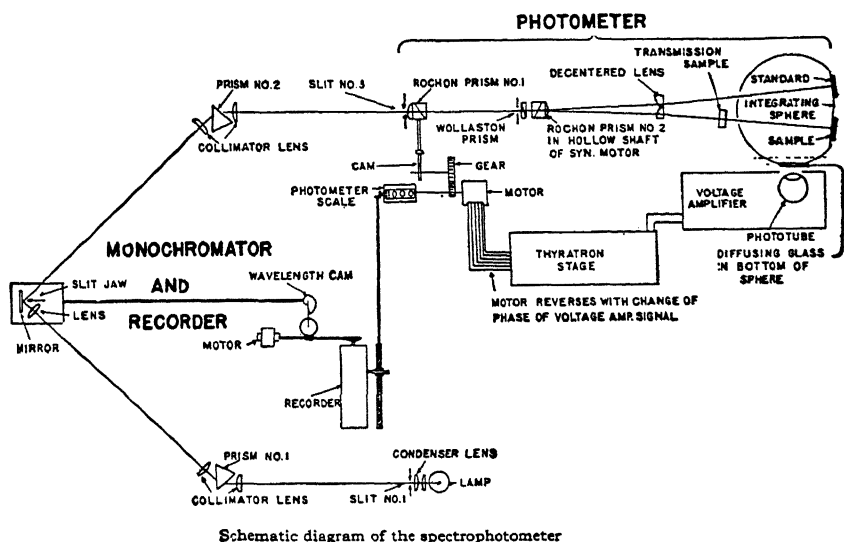 PHOTOMETER
TRANSMISSION
SAMPLE
DECENTERED LENS
STANDARD
INTEGRATING
SPHERE
SAMPLE
PRISM NO.2
SLIT NO.3
ROCHON PRISM NO.1
COLLIMATOR LENS
WOLLASTON
PRISM
ROCHON PRISM NO 2
IN HOLLOW SHAFT
OF SYN. MOTOR
CAM
GEAR
PHOTOMETER
SCALE
MOTOR
VOLTAGE
AMPLIFIER
PHOTOTUBE
THYRATRON
STAGE
DIFFUSING GLASS
IN BOTTOM OF
SPHERE
MOTOR REVERSES WITH CHANGE OF
PHASE OF VOLTAGE AMP. SIGNAL
MONOCHROMATOR
AND
RECORDER
SLIT JAW
LENS
MIRROR
WAVELENGTH CAM
MOTOR
RECORDER
PRISM NO.1
COLLIMATOR LENS
CONDENSER LENS
SLIT NO.1
LAMP
Schematic diagram of the spectrophotometer